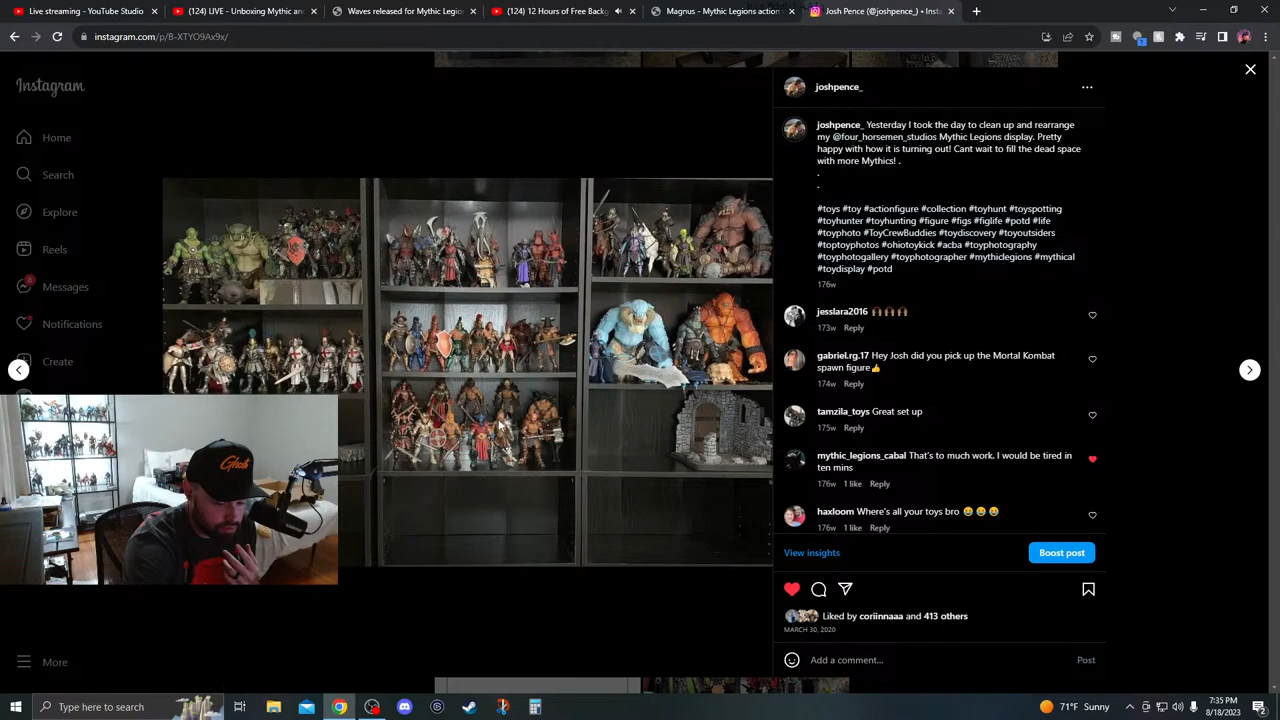 Live streaming - YouTube Studio
(124) LIVE - Unboxing Mythic an
Waves released for Mythic Legio
(124) 12 Hours of Free Backg
Magnus - Mythic Legions action
Josh Pence (@joshpence_) • Inst
instagram.com/p/B-XTYO9Ax9x/
Instagram
Home
Search
Explore
Reels
Messages
Notifications
Create
More
joshpence_
joshpence_ Yesterday I took the day to clean up and rearrange
my @four_horsemen_studios Mythic Legions display. Pretty
happy with how it is turning out! Cant wait to fill the dead space
with more Mythics! .
.
.
#toys #toy #actionfigure #collection #toyhunt #toyspotting
#toyhunter #toyhunting #figure #figs #figlife #potd #life
#toyphoto #ToyCrewBuddies #toydiscovery #toyoutsiders
#toptoyphotos #ohiotoykick #acba #toyphotography
#toyphotogallery #toyphotographer #mythiclegions #mythical
#toydisplay #potd
176w
jesslara2016 🙌🏾🙌🏾🙌🏾
173w Reply
gabriel.rg.17 Hey Josh did you pick up the Mortal Kombat
spawn figure👍
174w Reply
tamzila_toys Great set up
175w Reply
mythic_legions_cabal That's to much work. I would be tired in
ten mins
176w 1 like Reply
haxloom Where's all your toys bro 😂 😂 😂
176w 1 like Reply
View insights
Boost post
Liked by coriinnaaa and 413 others
MARCH 30, 2020
Add a comment...
Post
Type here to search
71°F Sunny
7:35 PM
8/18/2023